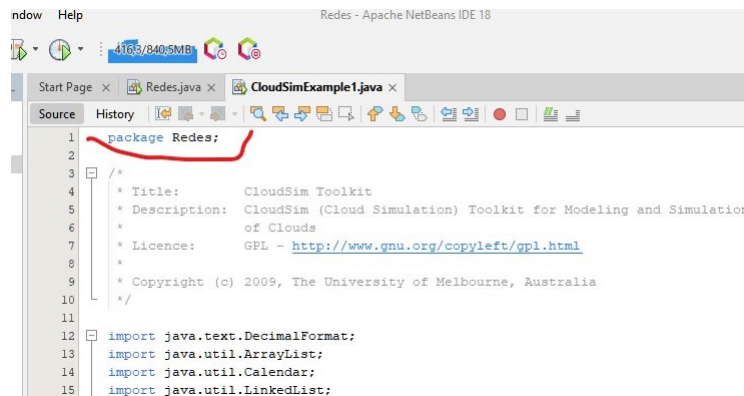 ndow Help Redes - Apache NetBeans IDE 18
416,3/840,5MB
Start Page Redes.java CloudSimExample1.java
Source History
1 package Redes;
2
3 /*
4 * Title: CloudSim Toolkit
5 * Description: CloudSim (Cloud Simulation) Toolkit for Modeling and Simulation
6 * of Clouds
7 * Licence: GPL - http://www.gnu.org/copyleft/gpl.html
8 *
9 * Copyright (c) 2009, The University of Melbourne, Australia
10 */
11
12 import java.text.DecimalFormat;
13 import java.util.ArrayList;
14 import java.util.Calendar;
15 import java.util.LinkedList;